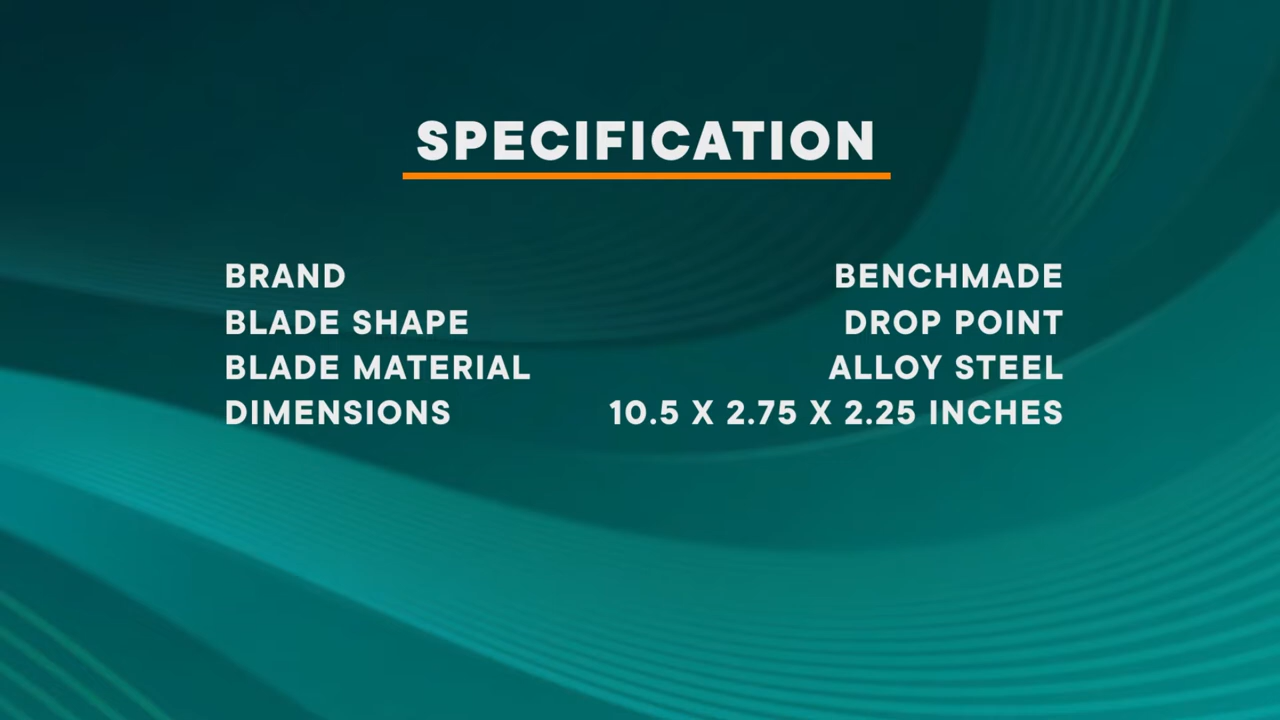 SPECIFICATION
BRAND BENCHMADE
BLADE SHAPE DROP POINT
BLADE MATERIAL ALLOY STEEL
DIMENSIONS 10.5 X 2.75 X 2.25 INCHES